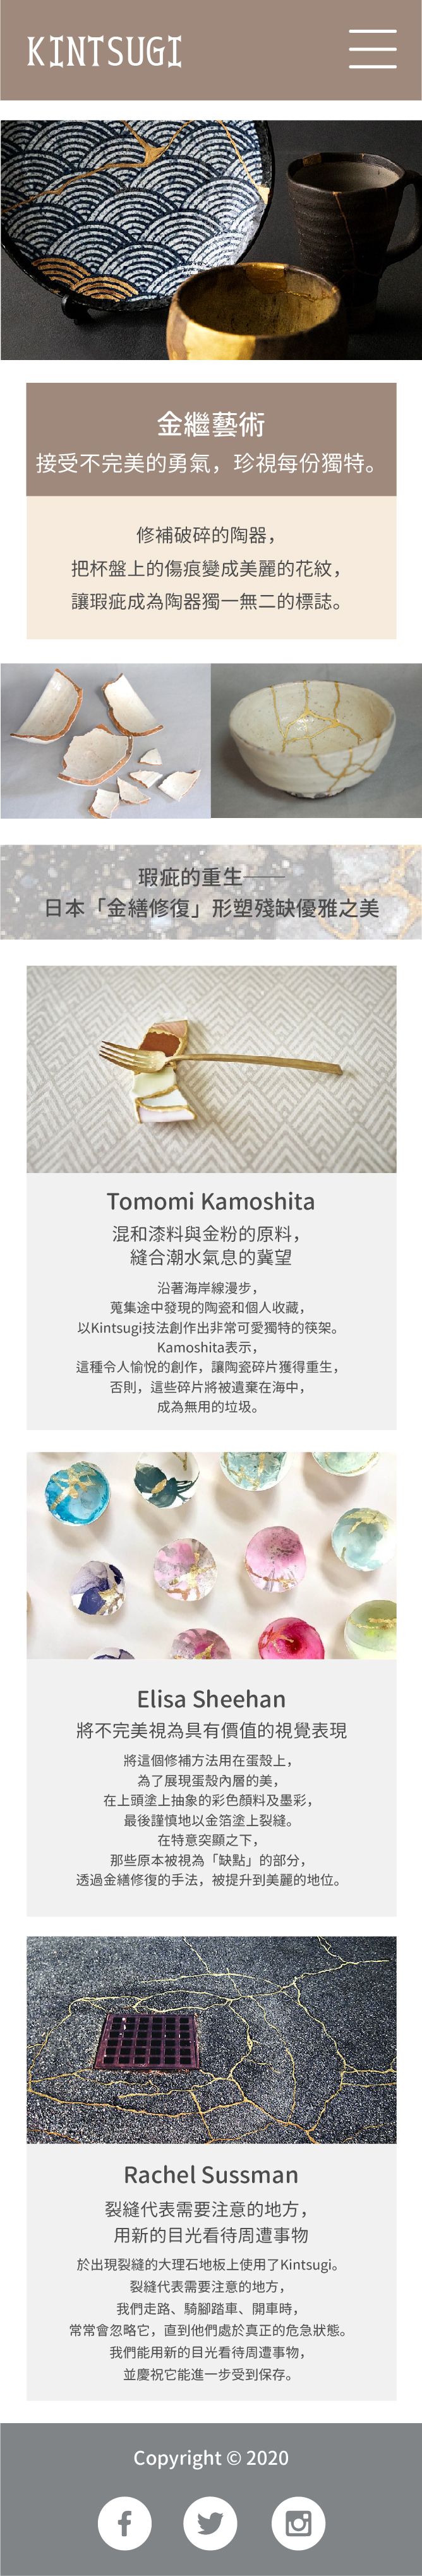 KINTSUGI
金繼藝術
接受不完美的勇氣，珍視每份獨特。
修補破碎的陶器，
把杯盤上的傷痕變成美麗的花紋，
讓瑕疵成為陶器獨一無二的標誌。
瑕疵的重生——
日本「金繕修復」形塑殘缺優雅之美
Tomomi Kamoshita
混和漆料與金粉的原料，
縫合潮水氣息的冀望
沿著海岸線漫步，
蒐集途中發現的陶瓷和個人收藏，
以Kintsugi技法創作出非常可愛獨特的筷架。
Kamoshita表示，
這種令人愉悅的創作，讓陶瓷碎片獲得重生，
否則，這些碎片將被遺棄在海中，
成為無用的垃圾。
Elisa Sheehan
將不完美視為具有價值的視覺表現
將這個修補方法用在蛋殼上，
為了展現蛋殼內層的美，
在上頭塗上抽象的彩色顏料及墨彩，
最後謹慎地以金箔塗上裂縫。
在特意突顯之下，
那些原本被視為「缺點」的部分，
透過金繕修復的手法，被提升到美麗的地位。
Rachel Sussman
裂縫代表需要注意的地方，
用新的目光看待周遭事物
於出現裂縫的大理石地板上使用了Kintsugi。
裂縫代表需要注意的地方，
我們走路、騎腳踏車、開車時，
常常會忽略它，直到他們處於真正的危急狀態。
我們能用新的目光看待周遭事物，
並慶祝它能進一步受到保存。
Copyright © 2020